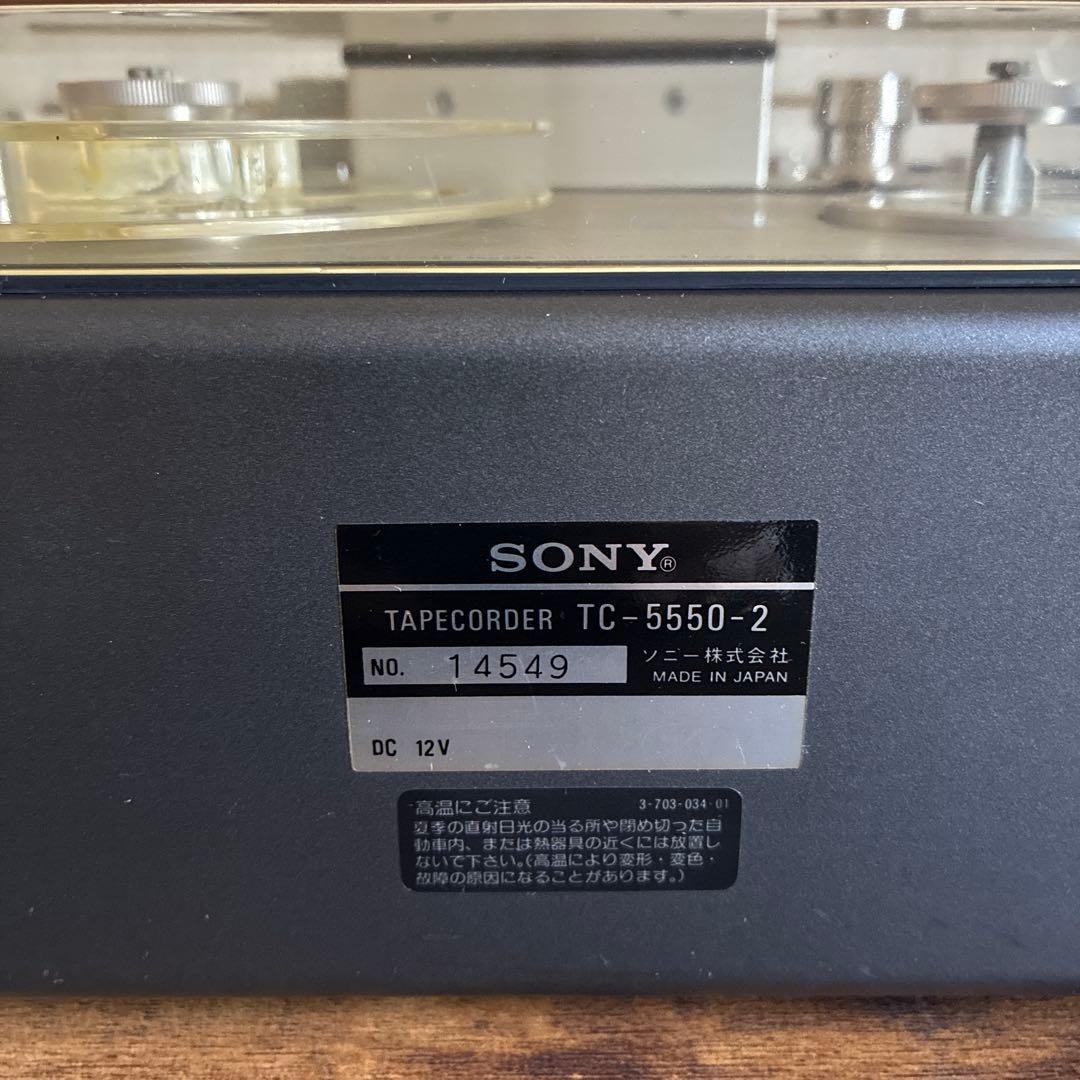 SONY®
TAPECORDER TC-5550-2
NO. 14549 ソニー株式会社
MADE IN JAPAN
DC 12V
高温にご注意 3-703-034-01
夏季の直射日光の当る所や閉め切った自
動車内、または熱器具の近くには放置し
ないで下さい。(高温により変形・変色・
故障の原因になることがあります。)